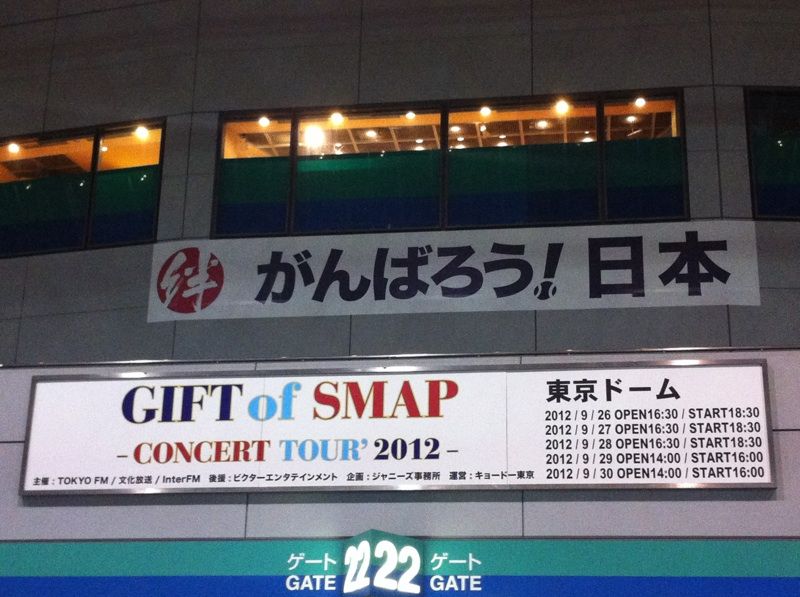 絆 がんばろう!日本
GIFT of SMAP
- CONCERT TOUR' 2012 -
主催 : TOKYO FM / 文化放送 / InterFM 後援 : ビクターエンタテインメント 企画 : ジャニーズ事務所 運営 : キョードー東京
東京ドーム
2012 / 9 / 26 OPEN16:30 / START18:30
2012 / 9 / 27 OPEN16:30 / START18:30
2012 / 9 / 28 OPEN16:30 / START18:30
2012 / 9 / 29 OPEN14:00 / START16:00
2012 / 9 / 30 OPEN14:00 / START16:00
ゲート 22 22 ゲート
GATE GATE